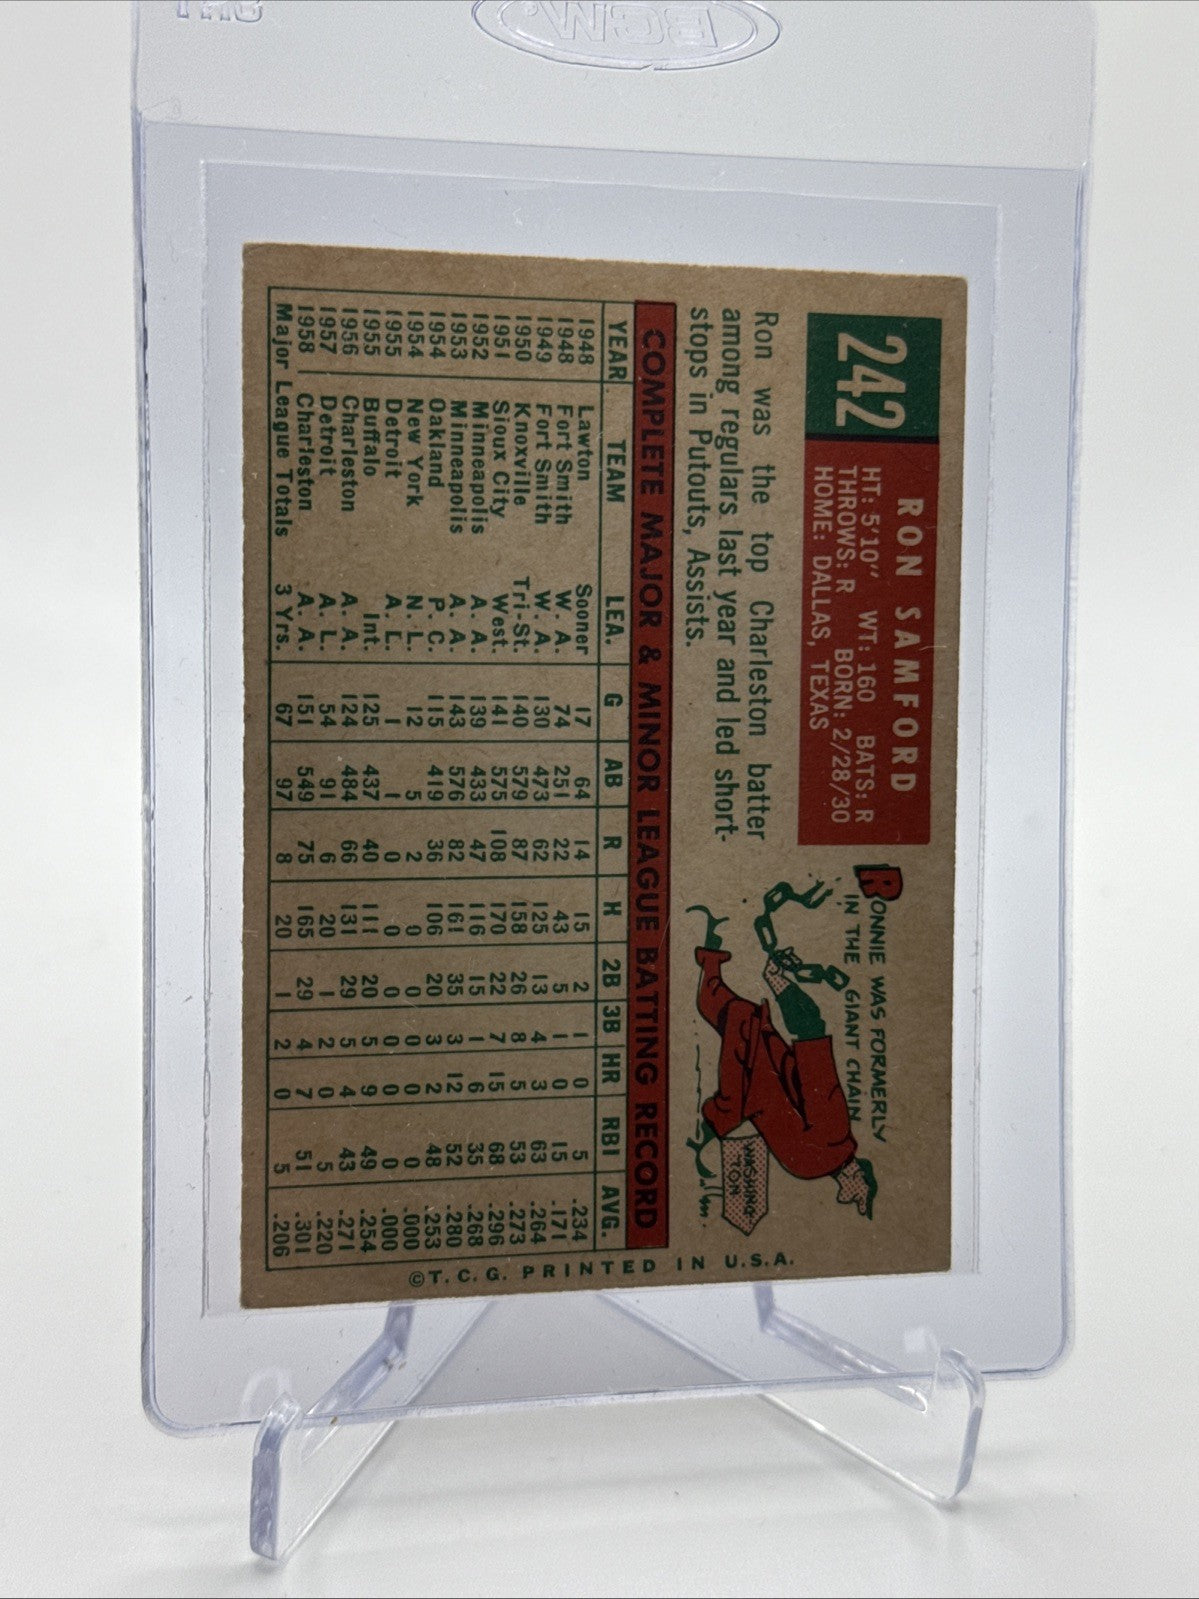 BCW
242
RON SAMFORD
HT: 5'10" WT: 160 BATS: R
THROWS: R BORN: 2/28/30
HOME: DALLAS, TEXAS
Ron was the top Charleston batter
among regulars last year and led short-
stops in Putouts, Assists.
RONNIE WAS FORMERLY
IN THE GIANT CHAIN
WASHING-
TON
COMPLETE MAJOR & MINOR LEAGUE BATTING RECORD
YEAR TEAM LEA. G AB R H 2B 3B HR RBI AVG.
1948 Lawton Sooner 17 64 14 15 2 1 0 5 .234
1948 Fort Smith W. A. 74 251 22 43 5 1 0 15 .171
1949 Fort Smith W. A. 130 473 62 125 13 4 3 63 .264
1950 Knoxville Tri-St. 140 579 87 158 26 8 5 53 .273
1951 Sioux City West. 141 575 108 170 22 7 15 68 .296
1952 Minneapolis A. A. 139 433 47 116 15 1 6 35 .268
1953 Minneapolis A. A. 143 576 82 161 35 3 12 52 .280
1954 Oakland P. C. 115 419 36 106 20 3 2 48 .253
1954 New York N. L. 12 5 2 0 0 0 0 0 .000
1955 Detroit A. L. 1 1 0 0 0 0 0 0 .000
1955 Buffalo Int. 125 437 40 111 20 5 9 49 .254
1956 Charleston A. A. 124 484 66 131 29 5 4 43 .271
1957 Detroit A. L. 54 91 6 20 1 2 0 5 .220
1958 Charleston A. A. 151 549 75 165 29 4 7 51 .301
Major League Totals 3 Yrs. 67 97 8 20 1 2 0 5 .206
©T. C. G. PRINTED IN U.S.A.